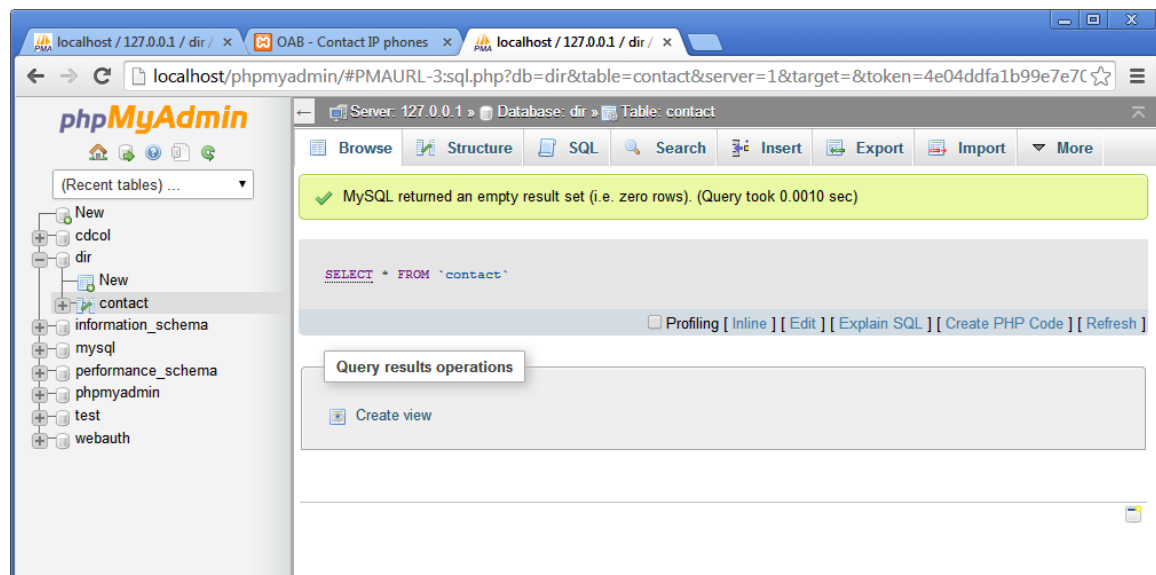 localhost / 127.0.0.1 / dir /
OAB - Contact IP phones
localhost / 127.0.0.1 / dir /
localhost/phpmyadmin/#PMAURL-3:sql.php?db=dir&table=contact&server=1&target=&token=4e04ddfa1b99e7e70
phpMyAdmin
(Recent tables) ...
New
cdcol
dir
New
contact
information_schema
mysql
performance_schema
phpmyadmin
test
webauth
Server: 127.0.0.1 » Database: dir » Table: contact
Browse Structure SQL Search Insert Export Import More
MySQL returned an empty result set (i.e. zero rows). (Query took 0.0010 sec)
SELECT * FROM `contact`
Profiling [ Inline ] [ Edit ] [ Explain SQL ] [ Create PHP Code ] [ Refresh ]
Query results operations
Create view